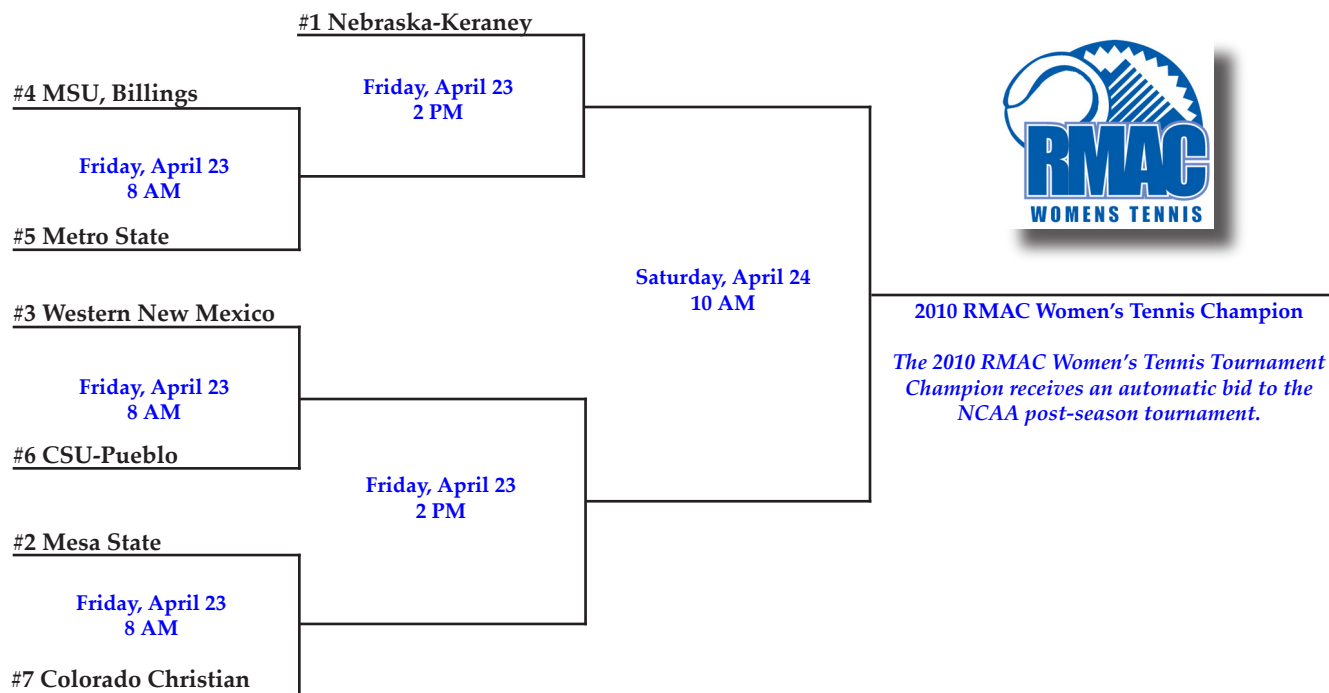 #1 Nebraska-Keraney
Friday, April 23
2 PM
#4 MSU, Billings
Friday, April 23
8 AM
#5 Metro State
#3 Western New Mexico
Friday, April 23
8 AM
#6 CSU-Pueblo
Friday, April 23
2 PM
#2 Mesa State
Friday, April 23
8 AM
#7 Colorado Christian
Saturday, April 24
10 AM
RMAC
WOMENS TENNIS
2010 RMAC Women’s Tennis Champion
The 2010 RMAC Women’s Tennis Tournament
Champion receives an automatic bid to the
NCAA post-season tournament.